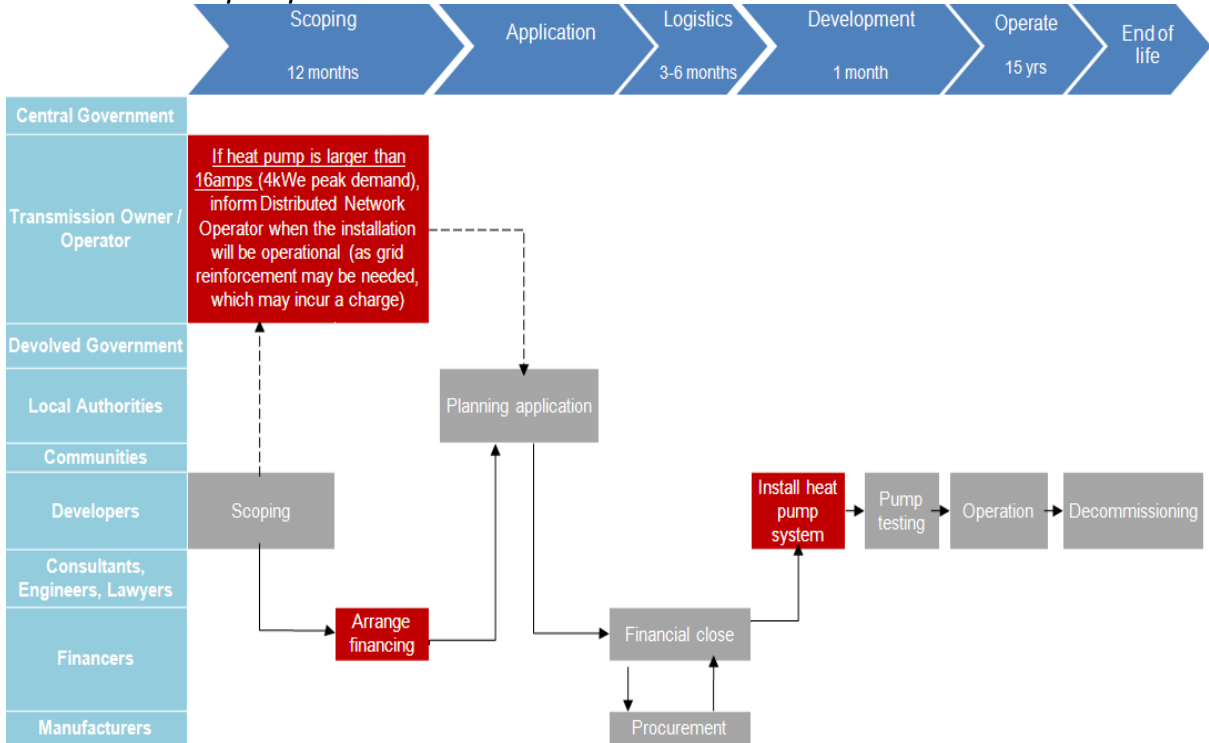 Scoping
12 months
Application
Logistics
3-6 months
Development
1 month
Operate
15 yrs
End of
life
Central Government
Transmission Owner /
Operator
If heat pump is larger than
16amps (4kWe peak demand),
inform Distributed Network
Operator when the installation
will be operational (as grid
reinforcement may be needed,
which may incur a charge)
Devolved Government
Local Authorities
Planning application
Communities
Developers
Scoping
Install heat
pump
system
Pump
testing
Operation
Decommissioning
Consultants,
Engineers, Lawyers
Financers
Arrange
financing
Financial close
Manufacturers
Procurement